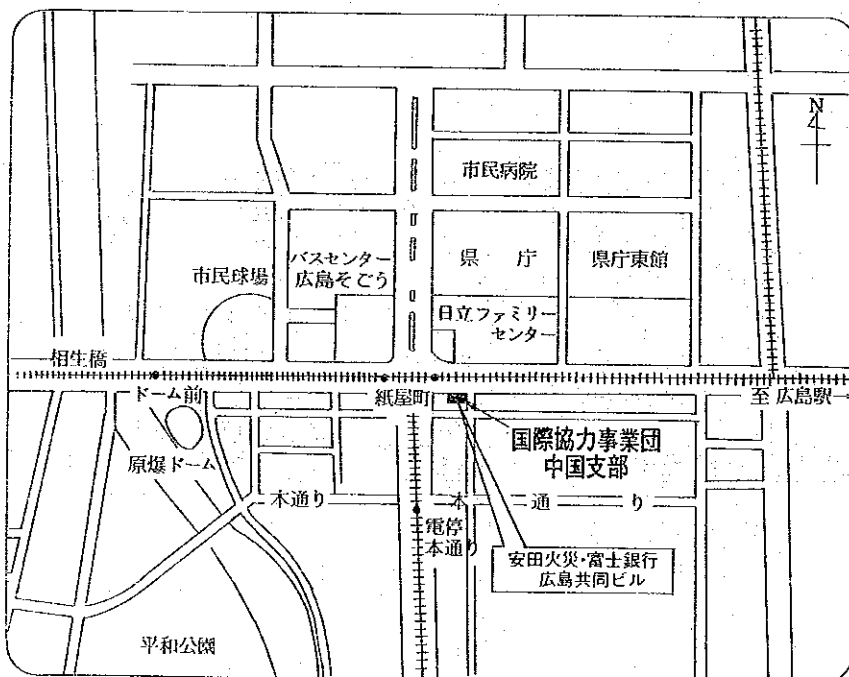 N
市民病院
県庁
県庁東館
バスセンター
広島そごう
市民球場
日立ファミリー
センター
相生橋
ドーム前
紙屋町
至広島駅
原爆ドーム
国際協力事業団
中国支部
本通り
本通り
電停
本通り
安田火災・富士銀行
広島共同ビル
平和公園